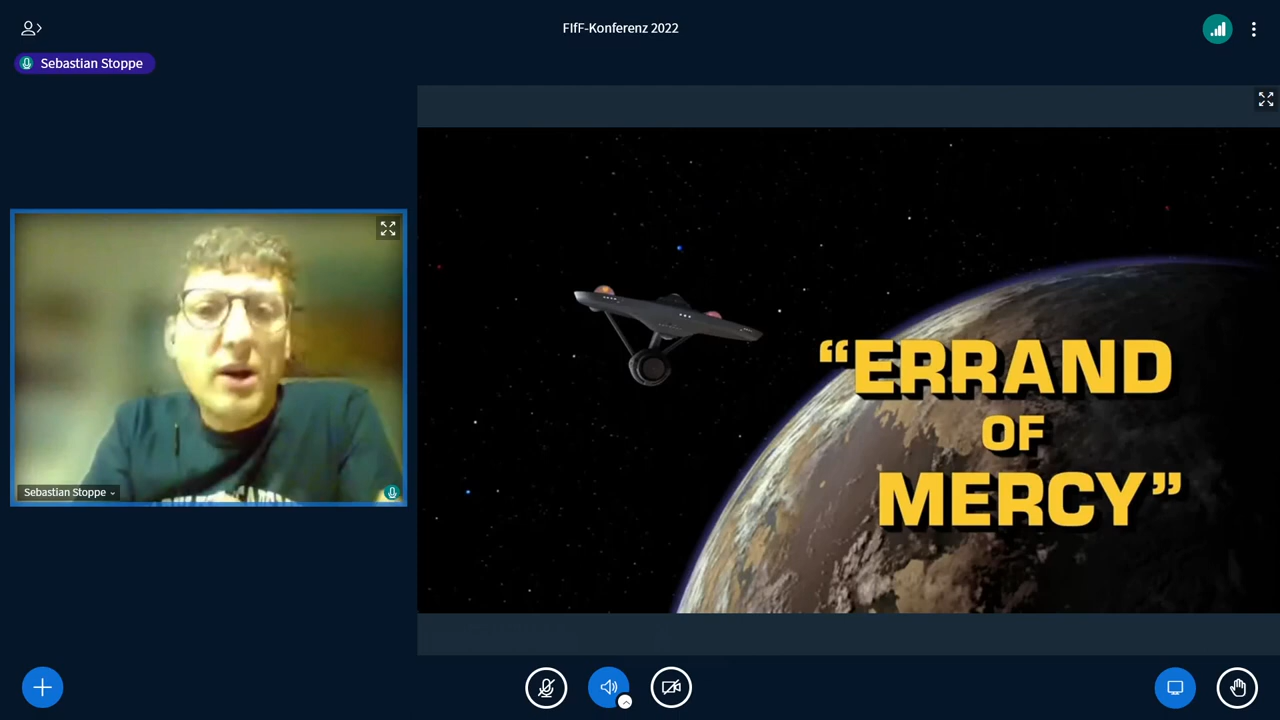 FIfF-Konferenz 2022
Sebastian Stoppe
“ERRAND
OF
MERCY”
Sebastian Stoppe